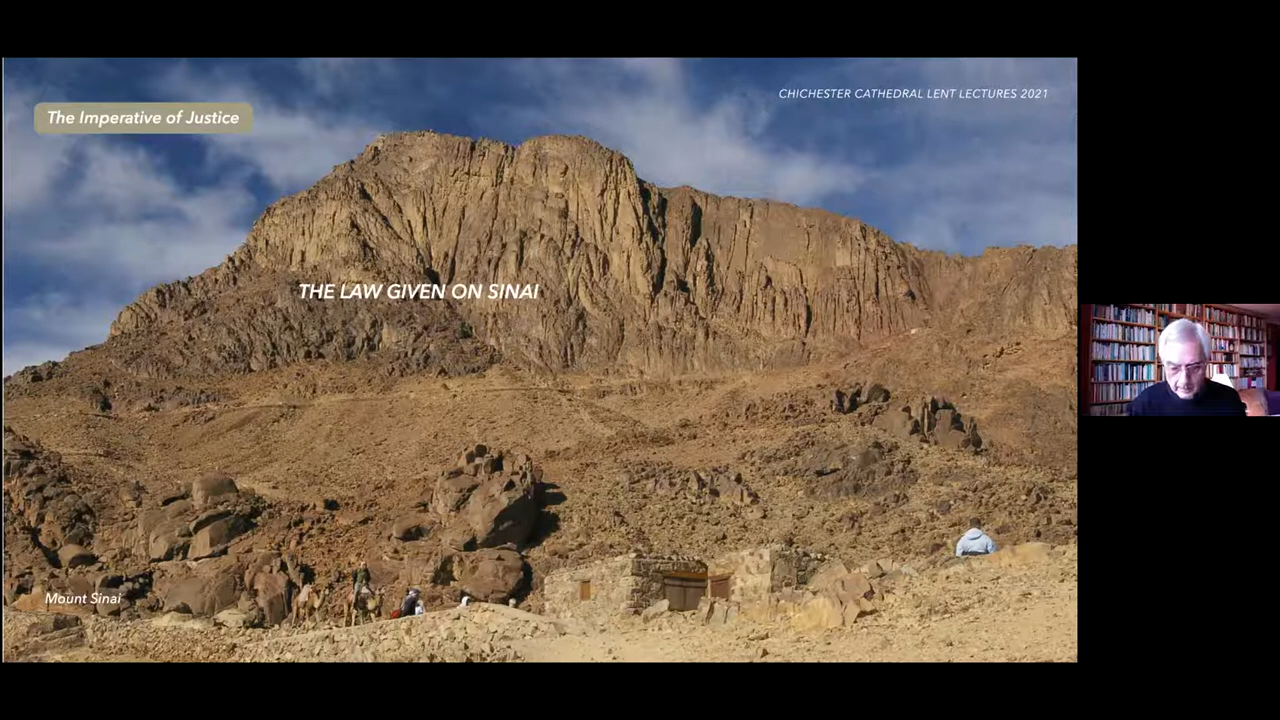 CHICHESTER CATHEDRAL LENT LECTURES 2021
The Imperative of Justice
THE LAW GIVEN ON SINAI
Mount Sinai